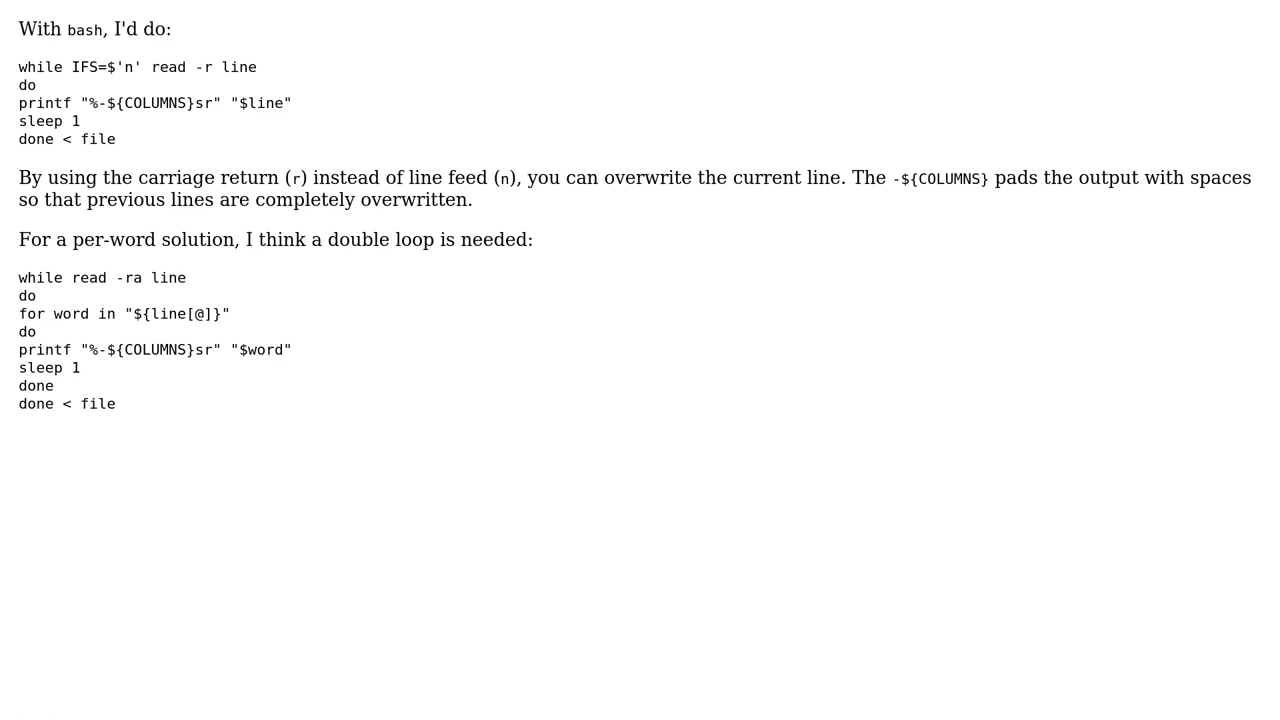 With bash, I'd do:
while IFS=$'n' read -r line
do
printf "%-${COLUMNS}sr" "$line"
sleep 1
done < file
By using the carriage return (r) instead of line feed (n), you can overwrite the current line. The -${COLUMNS} pads the output with spaces
so that previous lines are completely overwritten.
For a per-word solution, I think a double loop is needed:
while read -ra line
do
for word in "${line[@]}"
do
printf "%-${COLUMNS}sr" "$word"
sleep 1
done
done < file